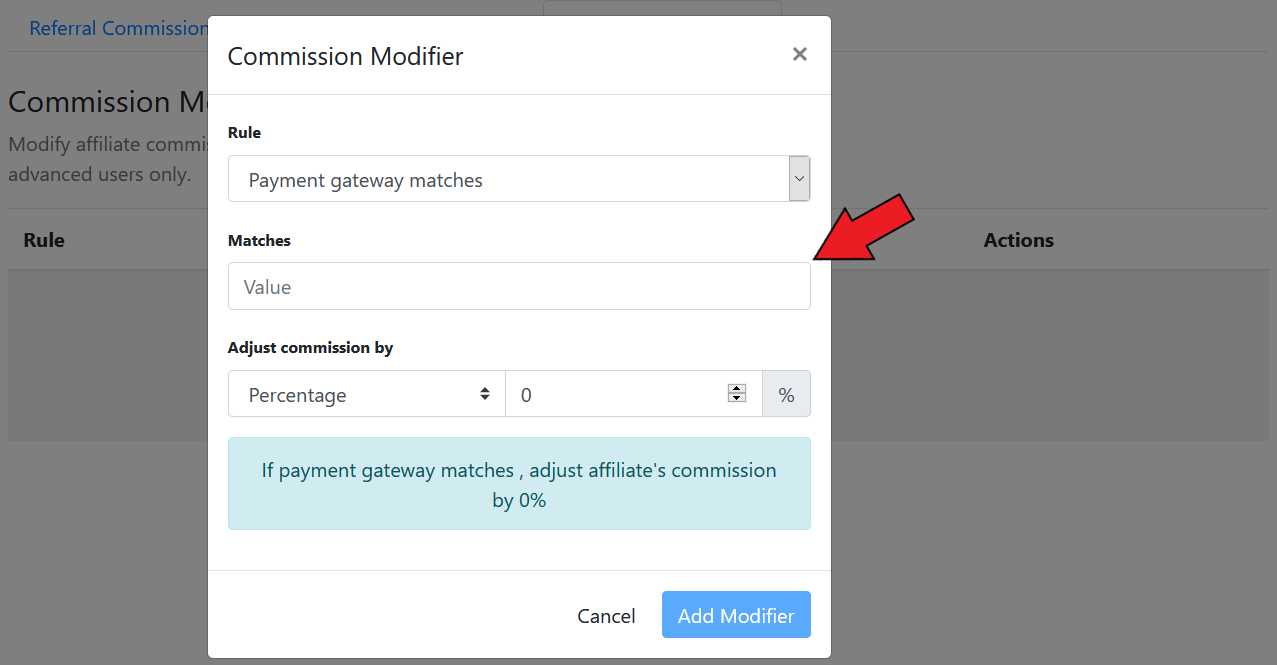 Referral Commission
Commission Modifier
×
Commission M
Modify affiliate commis
advanced users only.
Rule
Payment gateway matches
Rule
Matches
Actions
Value
Adjust commission by
Percentage
0
%
If payment gateway matches , adjust affiliate's commission
by 0%
Cancel
Add Modifier